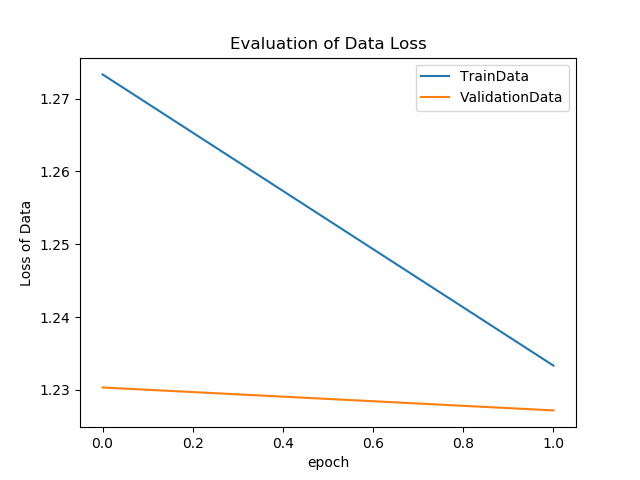 Evaluation of Data Loss
TrainData
ValidationData
Loss of Data
1.27
1.26
1.25
1.24
1.23
0.0 0.2 0.4 0.6 0.8 1.0
epoch